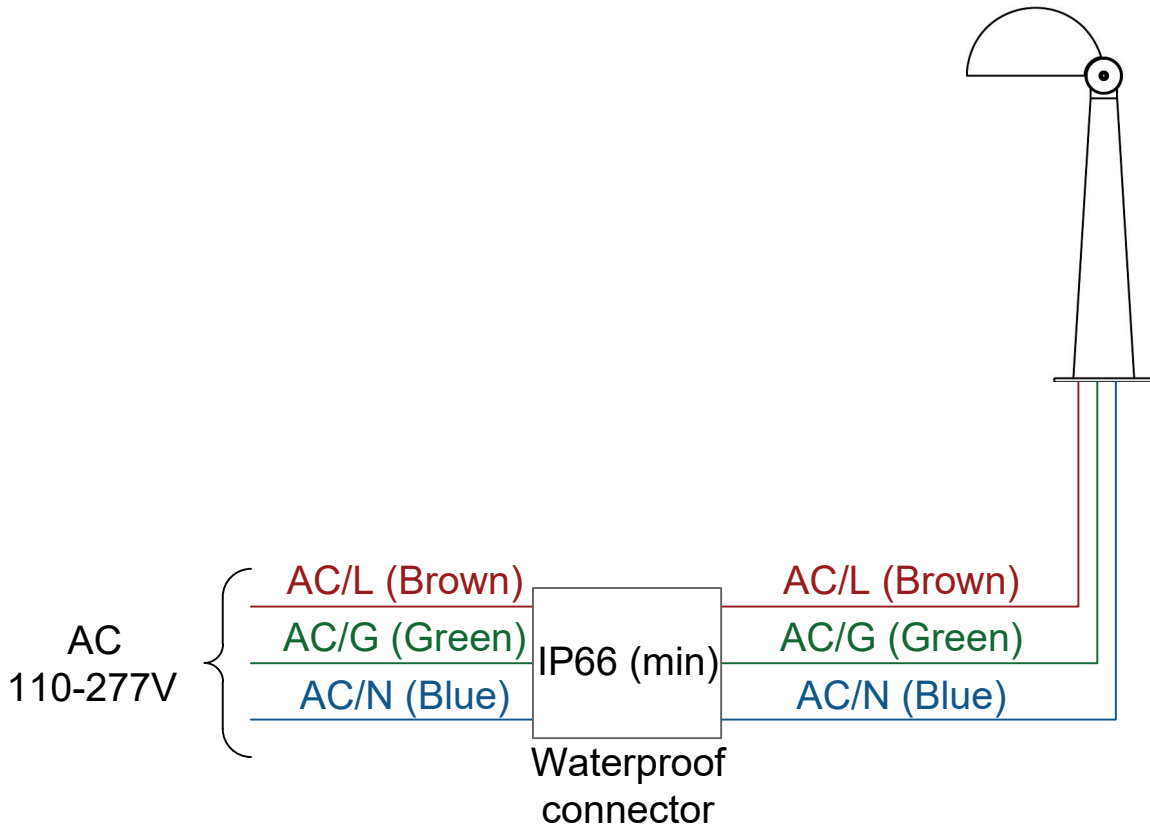 AC/L (Brown)
AC/L (Brown)
AC
110-277V
AC/G (Green)
IP66 (min)
AC/G (Green)
AC/N (Blue)
AC/N (Blue)
Waterproof
connector